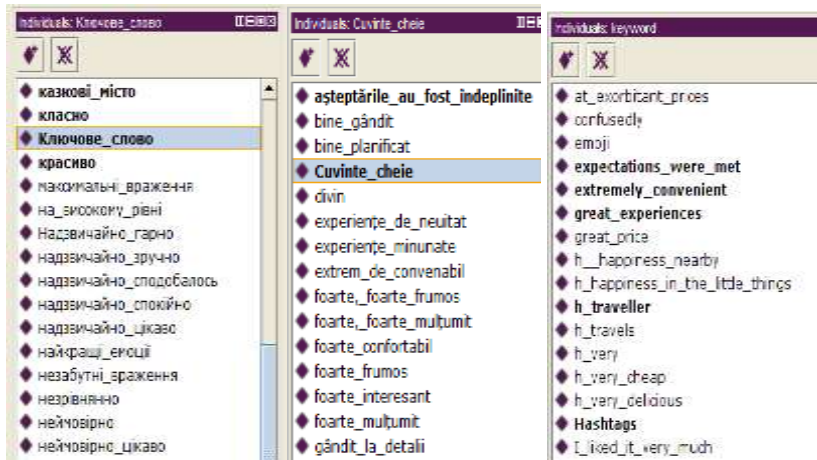 Individuals: Ключове_слово
казкові_місто
класно
Ключове_слово
красиво
максимальні_враження
на_високому_рівні
Надзвичайно_гарно
надзвичайно_зручно
надзвичайно_сподобалось
надзвичайно_спокійно
надзвичайно_цікаво
найкращі_емоції
незабутні_враження
незрівнянно
неймовірно
неймовірно_цікаво
Individuals: Cuvinte_cheie
așteptările_au_fost_indeplinite
bine_gândit
bine_planificat
Cuvinte_cheie
divin
experiențe_de_neuitat
experiențe_minunate
extrem_de_convenabil
foarte,_foarte_frumos
foarte,_foarte_mulțumit
foarte_confortabil
foarte_frumos
foarte_interesant
foarte_mulțumit
gândit_la_detalii
Individuals: keyword
at_exorbitant_prices
confusedly
emoji
expectations_were_met
extremely_convenient
great_experiences
great_price
h__happiness_nearby
h_happiness_in_the_little_things
h_traveller
h_travels
h_very
h_very_cheap
h_very_delicious
Hashtags
I_liked_it_very_much